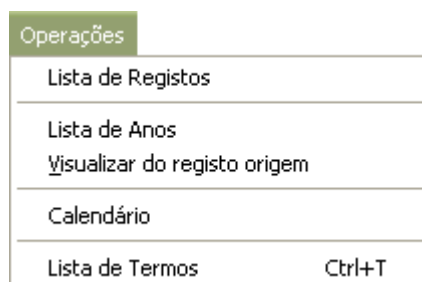 Operações
Lista de Registos
Lista de Anos
Visualizar do registo origem
Calendário
Lista de Termos Ctrl+T